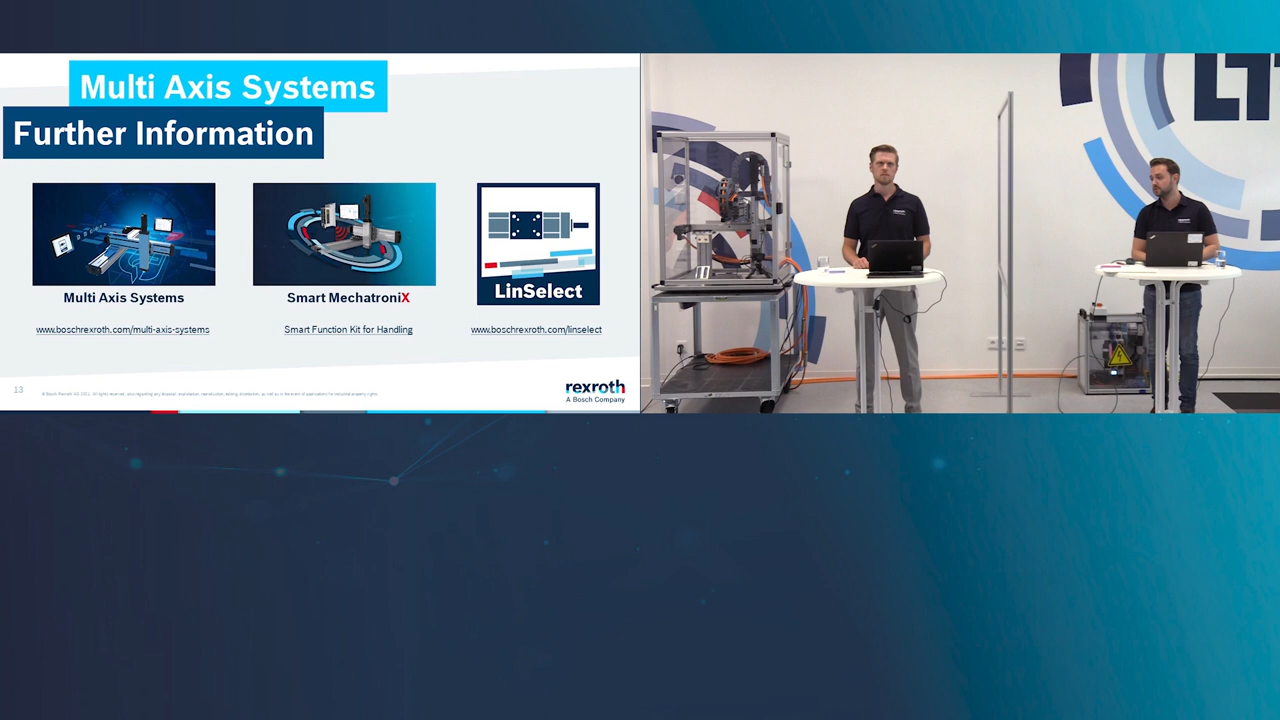 Multi Axis Systems
Further Information
LinSelect
Multi Axis Systems
Smart MechatroniX
www.boschrexroth.com/multi-axis-systems
Smart Function Kit for Handling
www.boschrexroth.com/linselect
13
rexroth
A Bosch Company